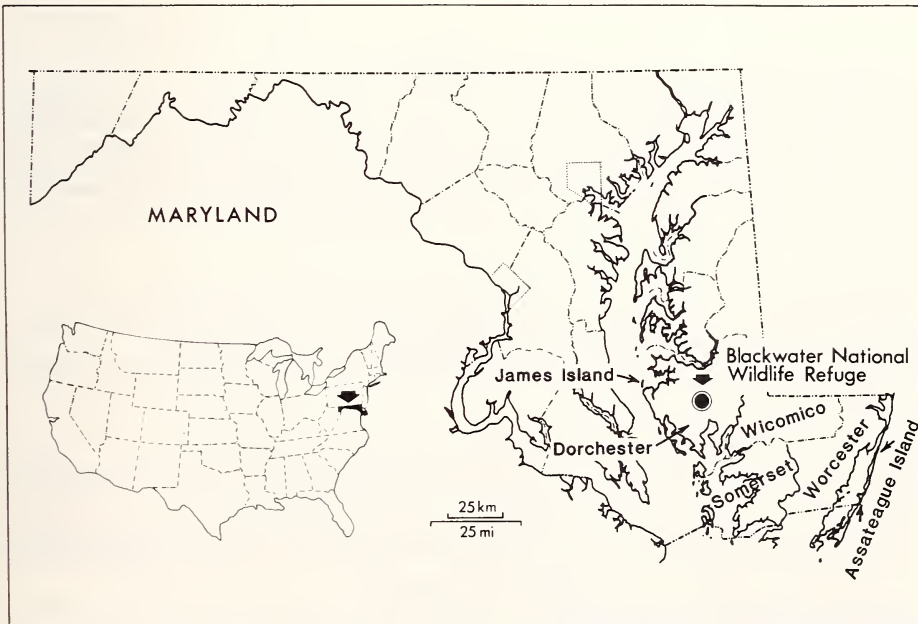 MARYLAND
James Island
Blackwater National
Wildlife Refuge
Dorchester
Wicomico
Somerset
Worcester
Assateague Island
25 km
25 mi